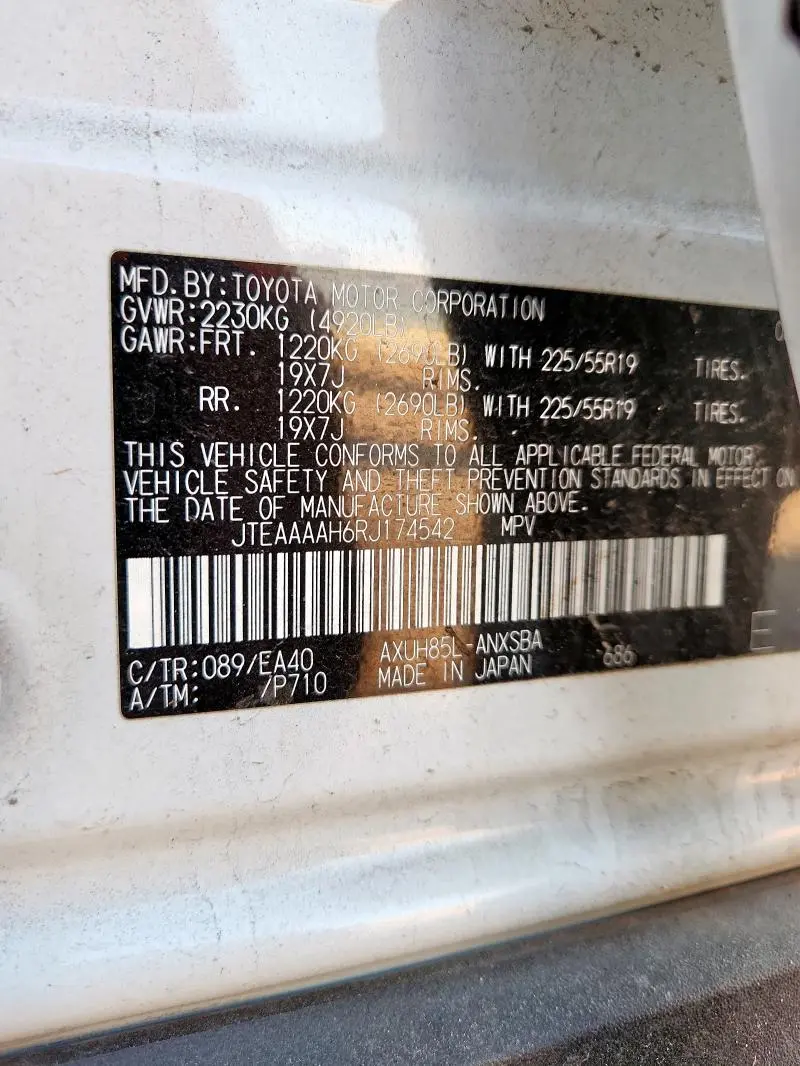 MFD.BY:TOYOTA MOTOR CORPORATION
GVWR:2230KG (4920LB)
GAWR:FRT. 1220KG (2690LB) WITH 225/55R19 TIRES.
19X7J RIMS.
RR. 1220KG (2690LB) WITH 225/55R19 TIRES.
19X7J RIMS.
THIS VEHICLE CONFORMS TO ALL APPLICABLE FEDERAL MOTOR
VEHICLE SAFETY AND THEFT PREVENTION STANDARDS IN EFFECT ON
THE DATE OF MANUFACTURE SHOWN ABOVE.
JTEAAAAH6RJ174542 MPV
C/TR:089/EA40 AXUH85L-ANXSBA 686 E
A/TM: /P710 MADE IN JAPAN